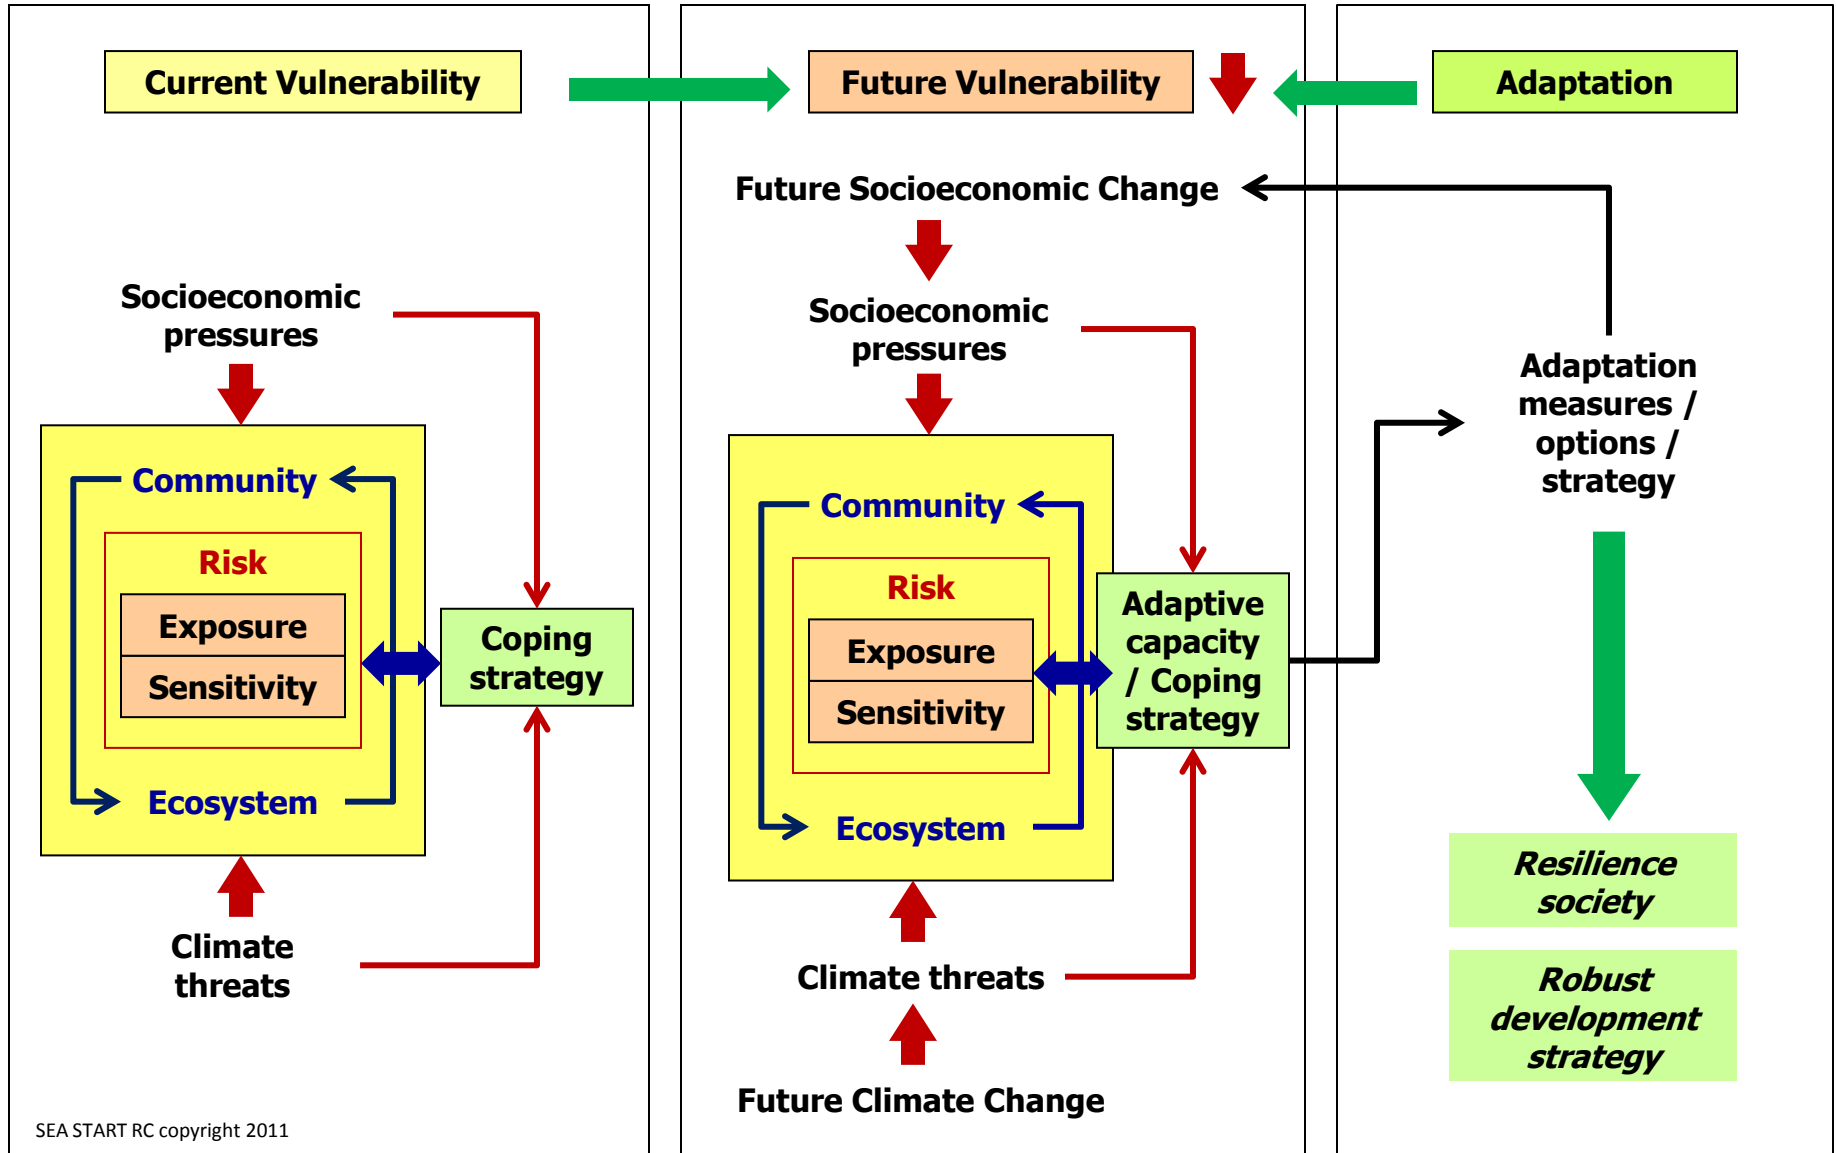 Current Vulnerability
Socioeconomic
pressures
Community
Risk
Exposure
Sensitivity
Ecosystem
Coping
strategy
Climate
threats
SEA START RC copyright 2011
Future Vulnerability
Future Socioeconomic Change
Socioeconomic
pressures
Community
Risk
Exposure
Sensitivity
Ecosystem
Adaptive
capacity
/ Coping
strategy
Climate threats
Future Climate Change
Adaptation
Adaptation
measures /
options /
strategy
Resilience
society
Robust
development
strategy